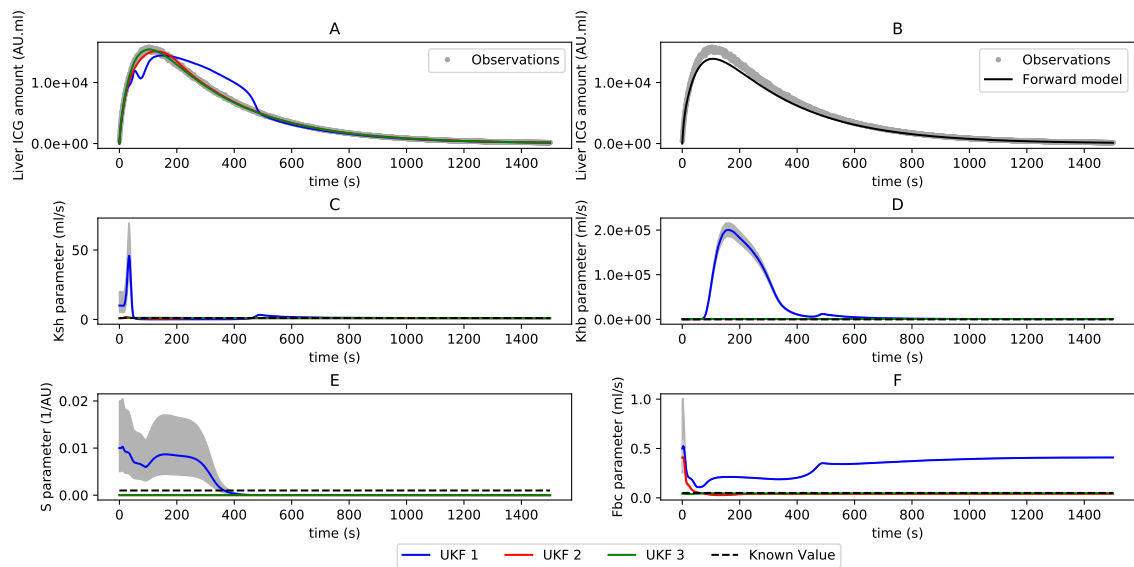 A
Liver ICG amount (AU.ml)
1.0e+04
0.0e+00
Observations
0 200 400 600 800 1000 1200 1400
time (s)
B
Liver ICG amount (AU.ml)
1.0e+04
0.0e+00
Observations
Forward model
0 200 400 600 800 1000 1200 1400
time (s)
C
Ksh parameter (ml/s)
50
0
0 200 400 600 800 1000 1200 1400
time (s)
D
Khb parameter (ml/s)
2.0e+05
1.0e+05
0.0e+00
0 200 400 600 800 1000 1200 1400
time (s)
E
S parameter (1/AU)
0.02
0.01
0.00
0 200 400 600 800 1000 1200 1400
time (s)
F
Fbc parameter (ml/s)
1.0
0.5
0.0
0 200 400 600 800 1000 1200 1400
time (s)
UKF 1 UKF 2 UKF 3 Known Value